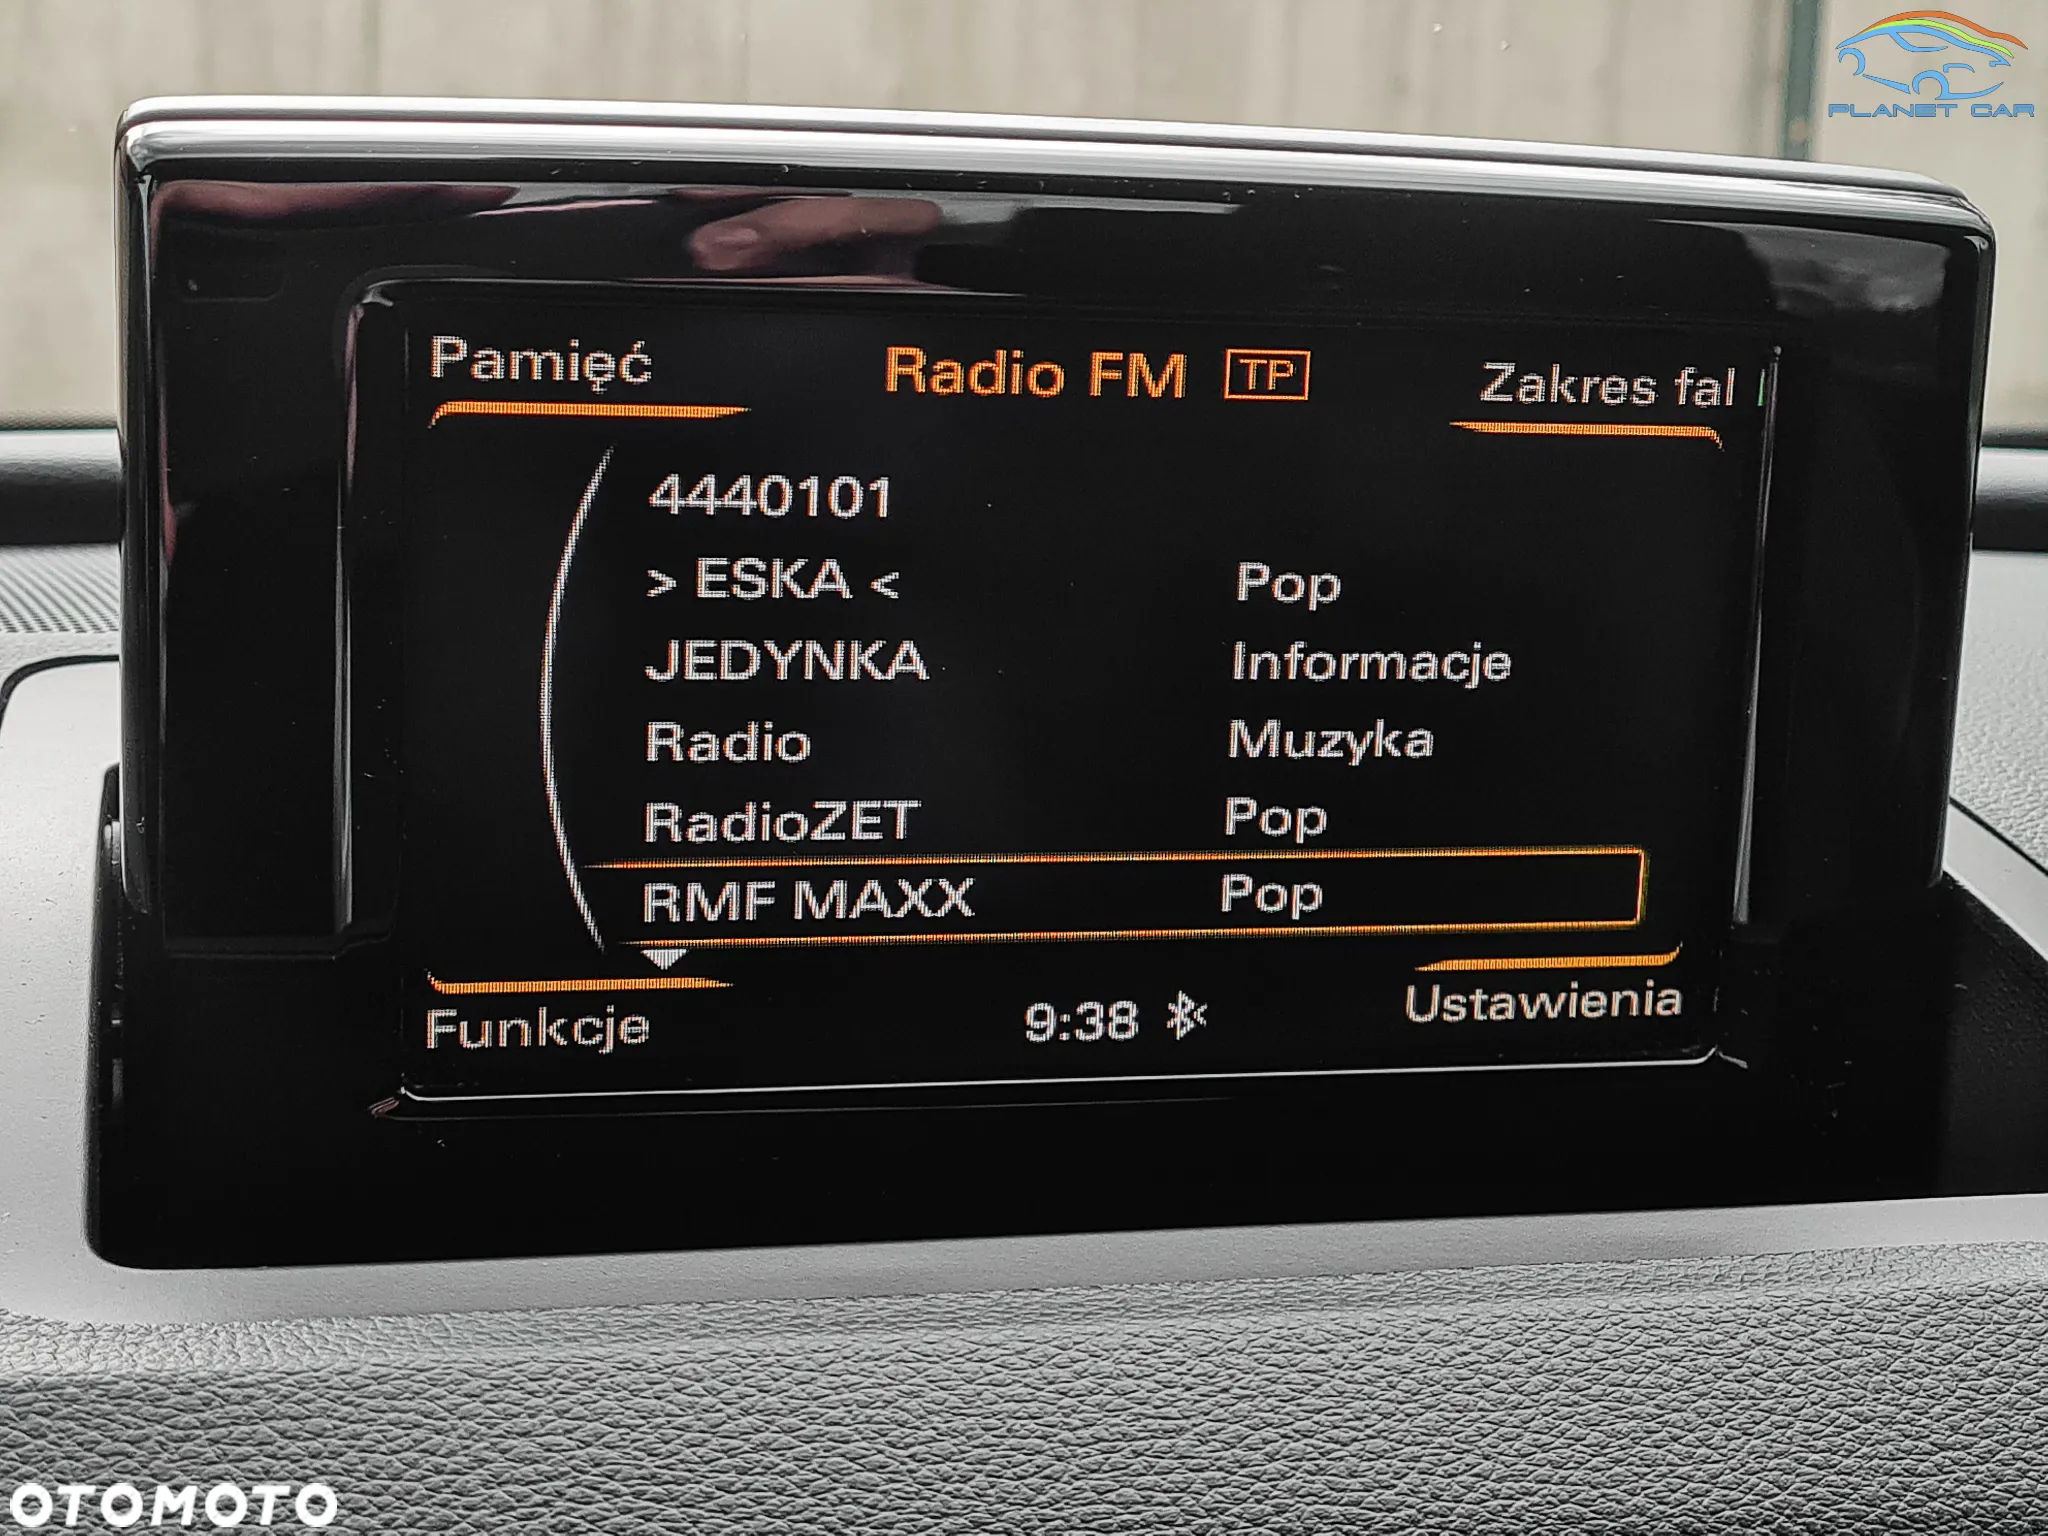 PLANET CAR
Pamięć Radio FM TP Zakres fal
4440101
> ESKA < Pop
JEDYNKA Informacje
Radio Muzyka
RadioZET Pop
RMF MAXX Pop
Funkcje 9:38 Ustawienia
OTOMOTO